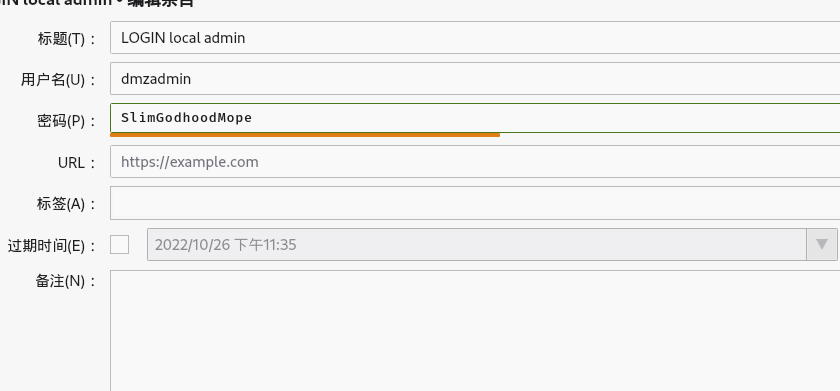 LOGIN local admin • 编辑条目
标题(T)： LOGIN local admin
用户名(U)： dmzadmin
密码(P)： SlimGodhoodMope
URL： https://example.com
标签(A)：
过期时间(E)： 2022/10/26 下午11:35
备注(N)：